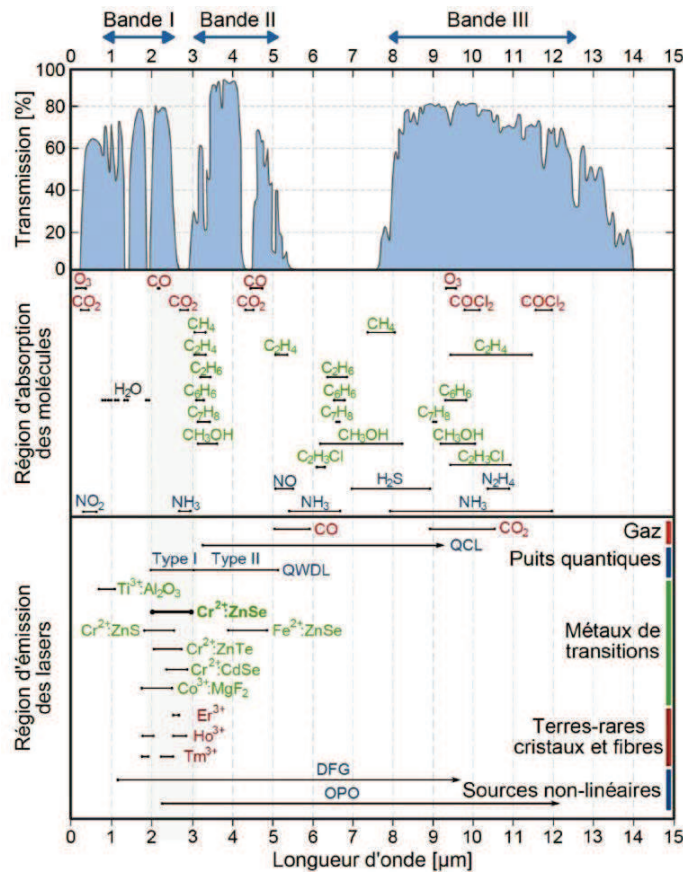 Bande I Bande II Bande III
0 1 2 3 4 5 6 7 8 9 10 11 12 13 14 15
Transmission [%]
100
80
60
40
20
0
Région d'absorption des molécules
O₃ CO CO O₃
CO₂ CO₂ CO₂ COCl₂ COCl₂
CH₄ CH₄
C₂H₄ C₂H₄ C₂H₄
C₂H₆ C₂H₆
H₂O C₆H₆ C₆H₆ C₆H₆
C₇H₈ C₇H₈ C₇H₈
CH₃OH CH₃OH CH₃OH
C₂H₃Cl C₂H₃Cl
NO H₂S N₂H₄
NO₂ NH₃ NH₃ NH₃
Région d'émission des lasers
CO CO₂ Gaz
QCL
Type I Type II QWDL Puits quantiques
Ti³⁺:Al₂O₃
Cr²⁺:ZnSe
Cr²⁺:ZnS Fe²⁺:ZnSe
Cr²⁺:ZnTe
Cr²⁺:CdSe
Co³⁺:MgF₂
Métaux de
transitions
Er³⁺
Ho³⁺
Tm³⁺
Terres-rares
cristaux et fibres
DFG
OPO
Sources non-linéaires
0 1 2 3 4 5 6 7 8 9 10 11 12 13 14 15
Longueur d'onde [µm]